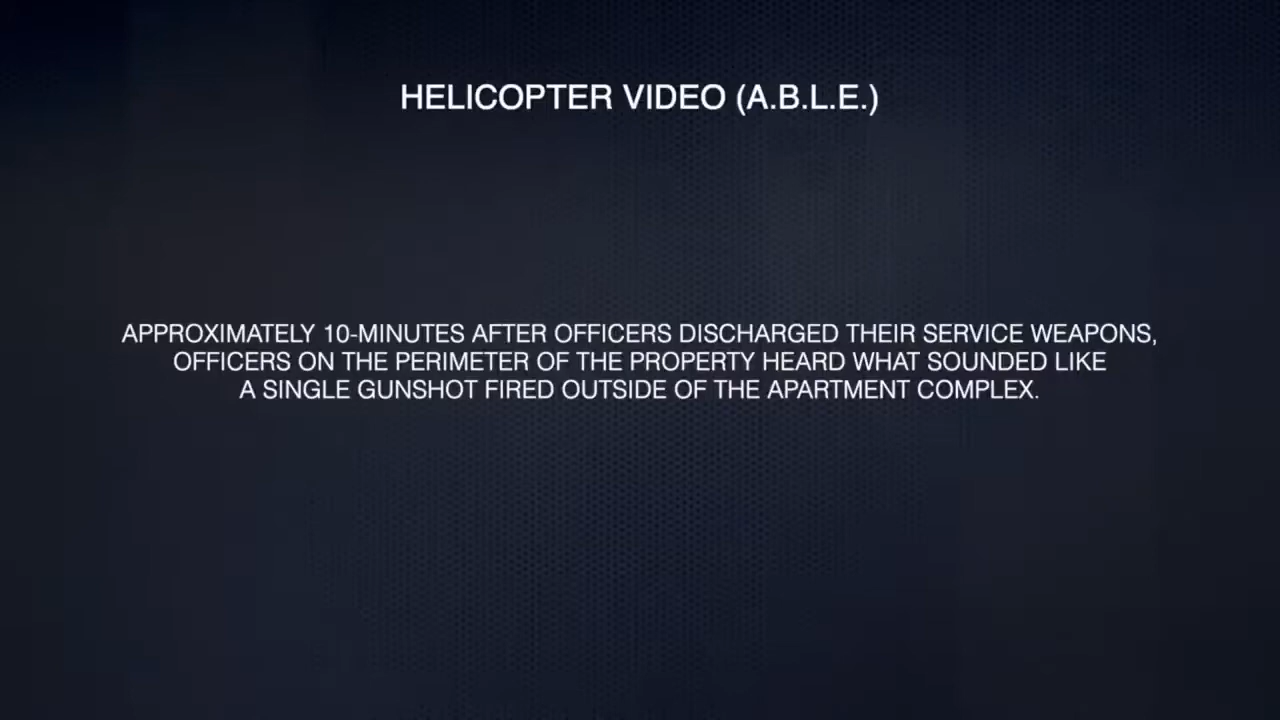 HELICOPTER VIDEO (A.B.L.E.)
APPROXIMATELY 10-MINUTES AFTER OFFICERS DISCHARGED THEIR SERVICE WEAPONS,
OFFICERS ON THE PERIMETER OF THE PROPERTY HEARD WHAT SOUNDED LIKE
A SINGLE GUNSHOT FIRED OUTSIDE OF THE APARTMENT COMPLEX.